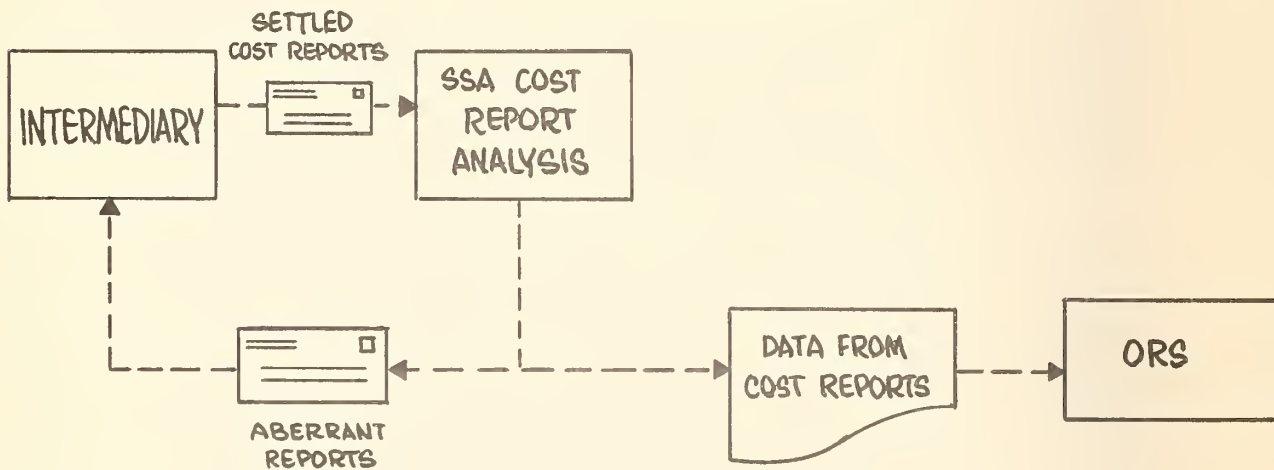 SETTLED
COST REPORTS
INTERMEDIARY
SSA COST
REPORT
ANALYSIS
DATA FROM
COST REPORTS
ORS
ABERRANT
REPORTS